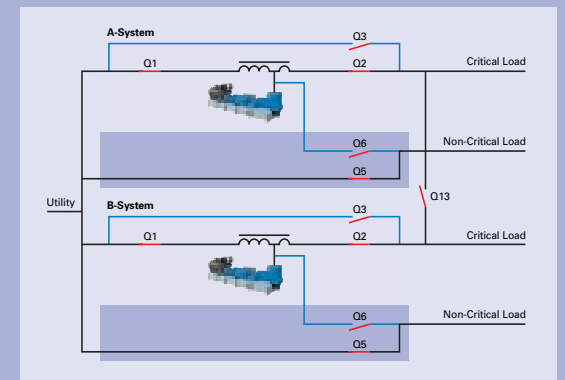 A-System
Q3
Q1
Q2
Critical Load
Q6
Non-Critical Load
Q5
Q13
Utility
B-System
Q3
Q1
Q2
Critical Load
Q6
Non-Critical Load
Q5